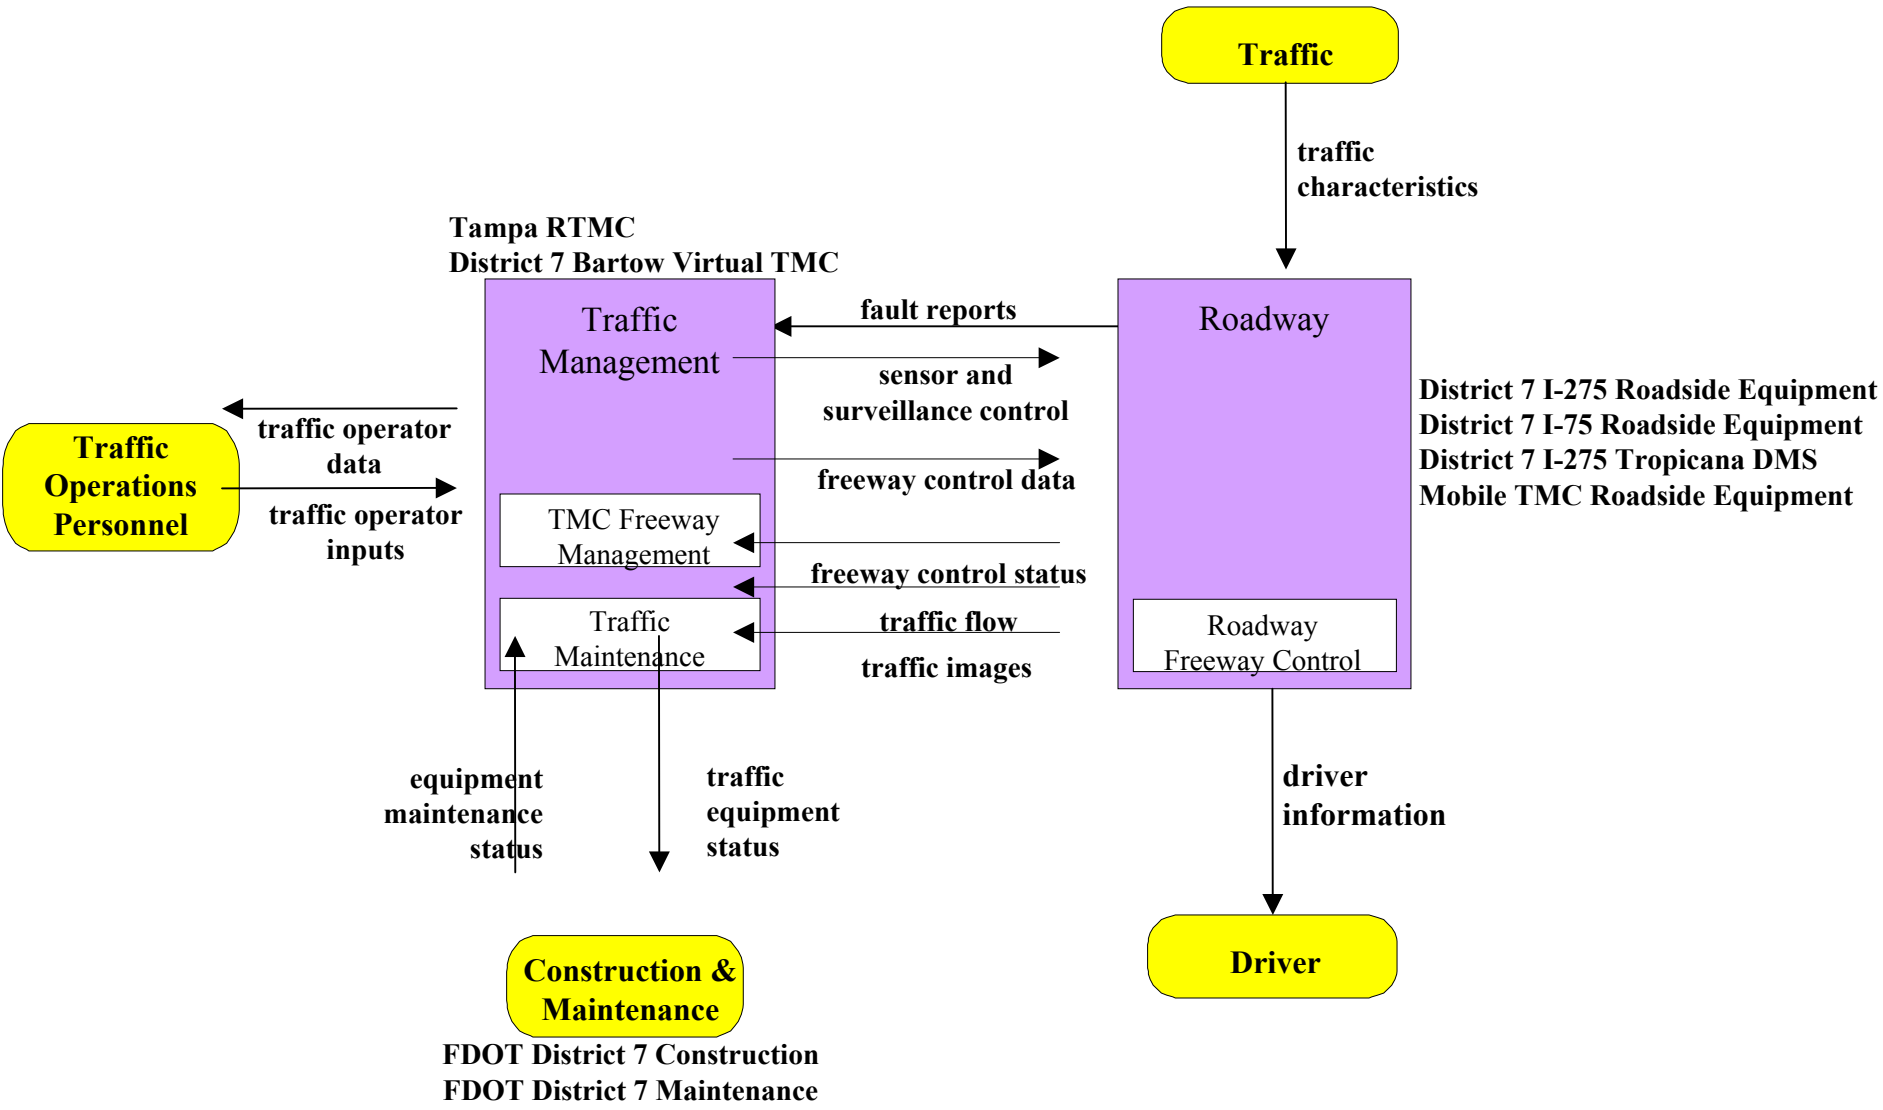 Traffic
traffic
characteristics
Tampa RTMC
District 7 Bartow Virtual TMC
Traffic
Management
fault reports
Roadway
sensor and
surveillance control
District 7 I-275 Roadside Equipment
District 7 I-75 Roadside Equipment
District 7 I-275 Tropicana DMS
Mobile TMC Roadside Equipment
traffic operator
data
Traffic
Operations
Personnel
traffic operator
inputs
freeway control data
TMC Freeway
Management
freeway control status
Traffic
Maintenance
traffic flow
traffic images
Roadway
Freeway Control
equipment
maintenance
status
traffic
equipment
status
driver
information
Construction &
Maintenance
FDOT District 7 Construction
FDOT District 7 Maintenance
Driver